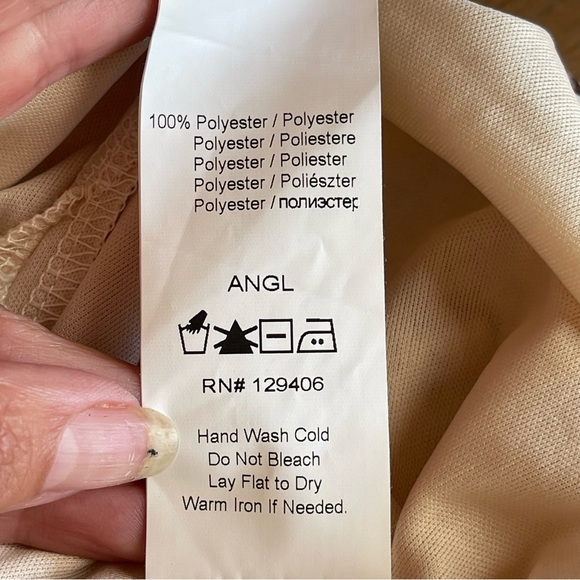 100% Polyester / Polyester
Polyester / Poliestere
Polyester / Poliester
Polyester / Poliészter
Polyester / полиэстер
ANGL
RN# 129406
Hand Wash Cold
Do Not Bleach
Lay Flat to Dry
Warm Iron If Needed.